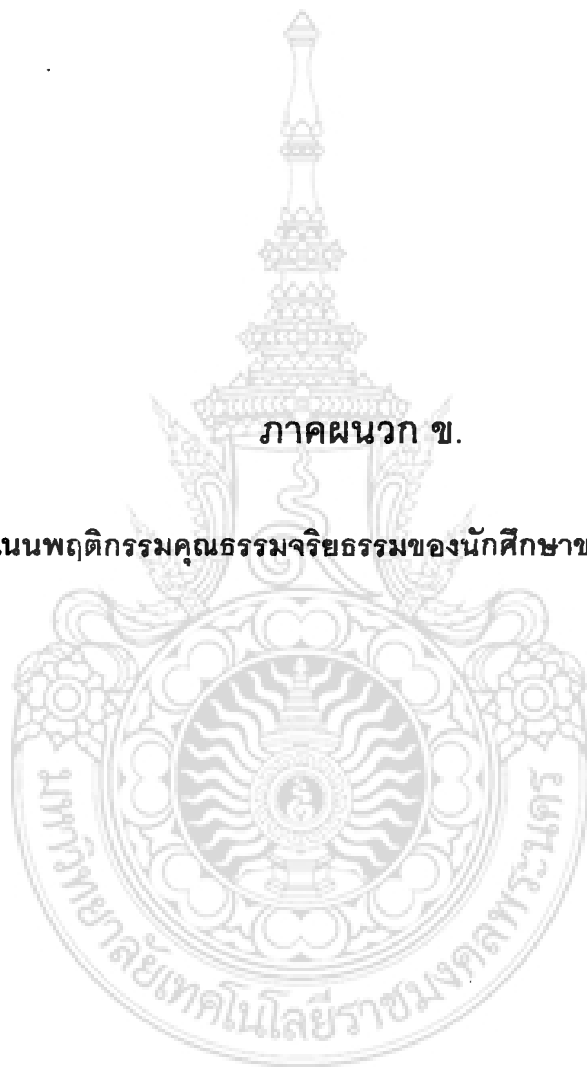 ภาคผนวก ข.
นนพฤติกรรมคุณธรรมจริยธรรมของนักศึกษาข
มหาวิทยาลัยเทคโนโลยีราชมงคลพระนคร